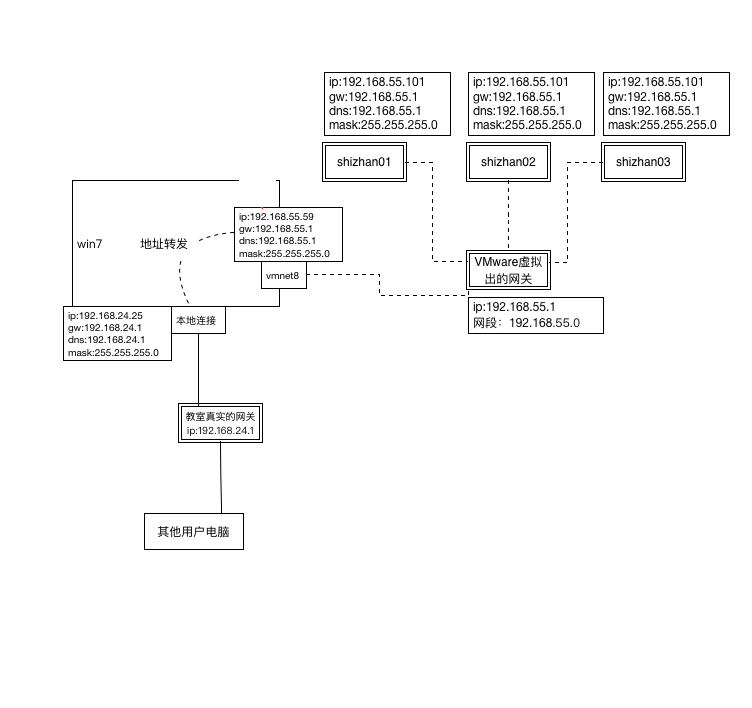 ip:192.168.55.101
gw:192.168.55.1
dns:192.168.55.1
mask:255.255.255.0
ip:192.168.55.101
gw:192.168.55.1
dns:192.168.55.1
mask:255.255.255.0
ip:192.168.55.101
gw:192.168.55.1
dns:192.168.55.1
mask:255.255.255.0
shizhan01
shizhan02
shizhan03
win7
地址转发
ip:192.168.55.59
gw:192.168.55.1
dns:192.168.55.1
mask:255.255.255.0
vmnet8
VMware虚拟
出的网关
ip:192.168.55.1
网段：192.168.55.0
ip:192.168.24.25
gw:192.168.24.1
dns:192.168.24.1
mask:255.255.255.0
本地连接
教室真实的网关
ip:192.168.24.1
其他用户电脑